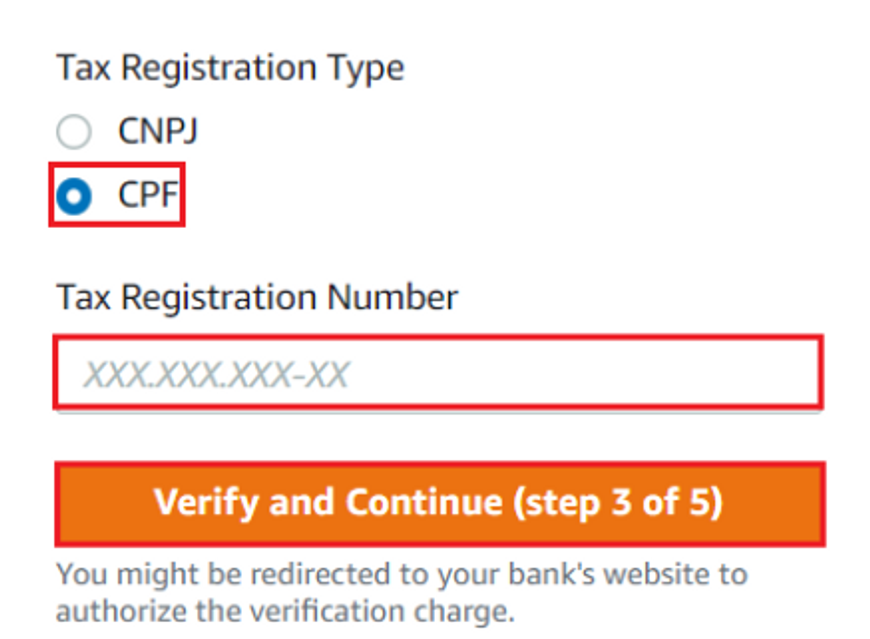 Tax Registration Type
CNPJ
CPF
Tax Registration Number
XXX.XXX.XXX-XX
Verify and Continue (step 3 of 5)
You might be redirected to your bank's website to
authorize the verification charge.